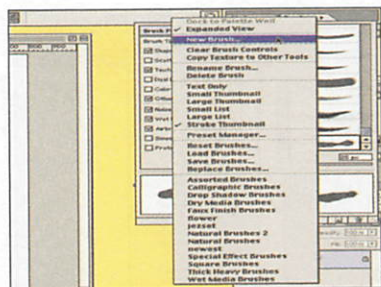 Dock to Palette Well
Expanded View
New Brush...
Clear Brush Controls
Copy Texture to Other Tools
Rename Brush...
Delete Brush
Text Only
Small Thumbnail
Large Thumbnail
Small List
Large List
Stroke Thumbnail
Preset Manager...
Reset Brushes...
Load Brushes...
Save Brushes...
Replace Brushes...
Assorted Brushes
Calligraphic Brushes
Drop Shadow Brushes
Dry Media Brushes
Faux Finish Brushes
flower
jezset
Natural Brushes 2
Natural Brushes
newest
Special Effect Brushes
Square Brushes
Thick Heavy Brushes
Wet Media Brushes